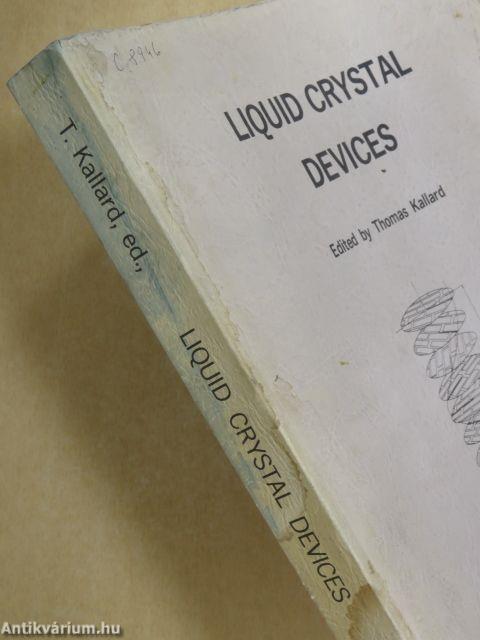 C 8946
LIQUID CRYSTAL
DEVICES
Edited by Thomas Kallard
T. Kallard, ed., LIQUID CRYSTAL DEVICES
Antikvárium.hu